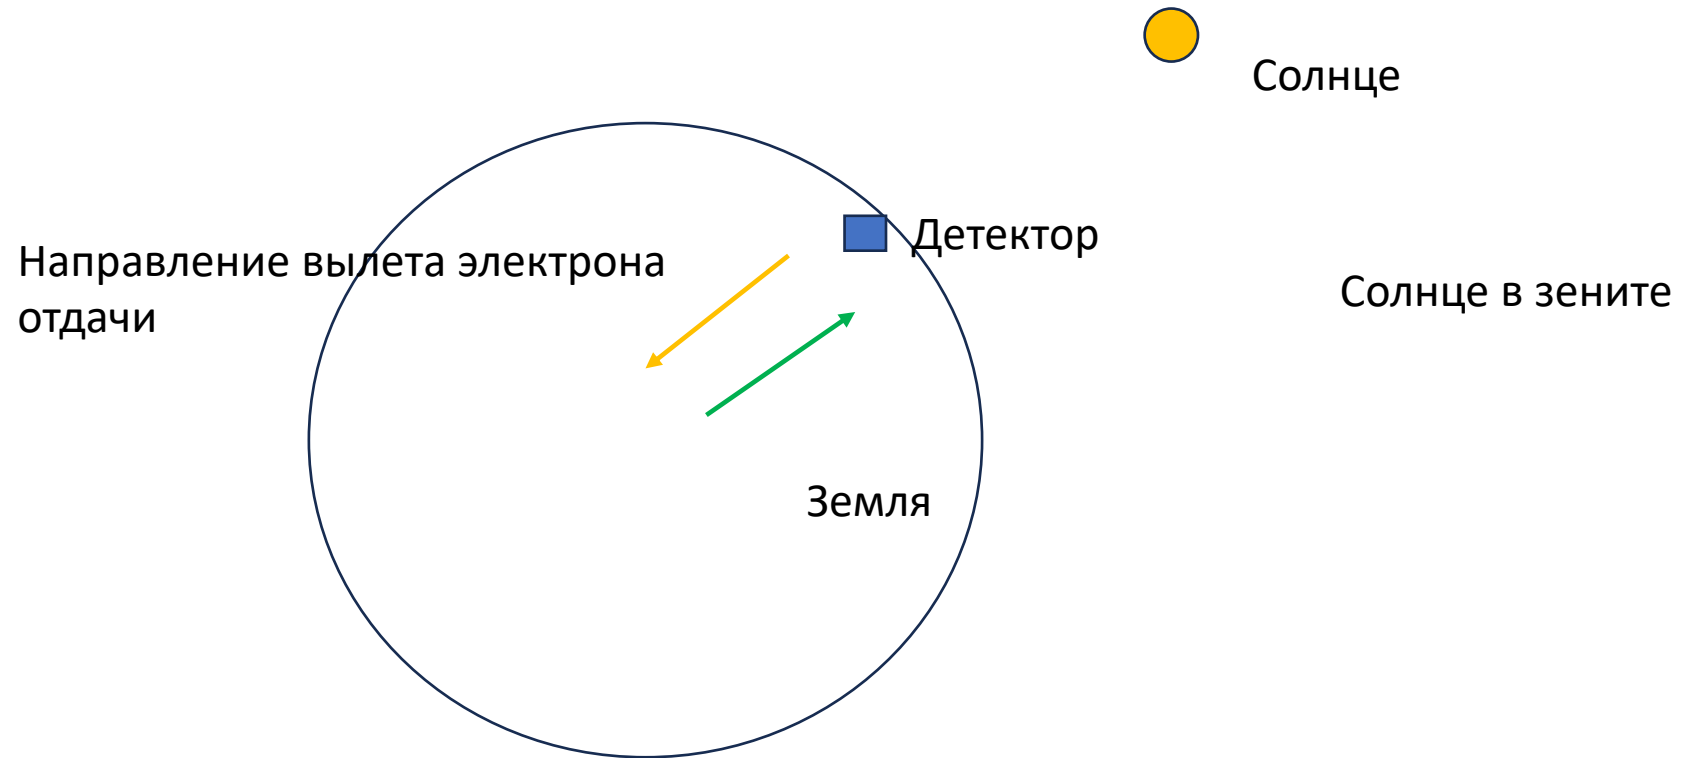 Солнце
Детектор
Направление вылета электрона
отдачи
Солнце в зените
Земля